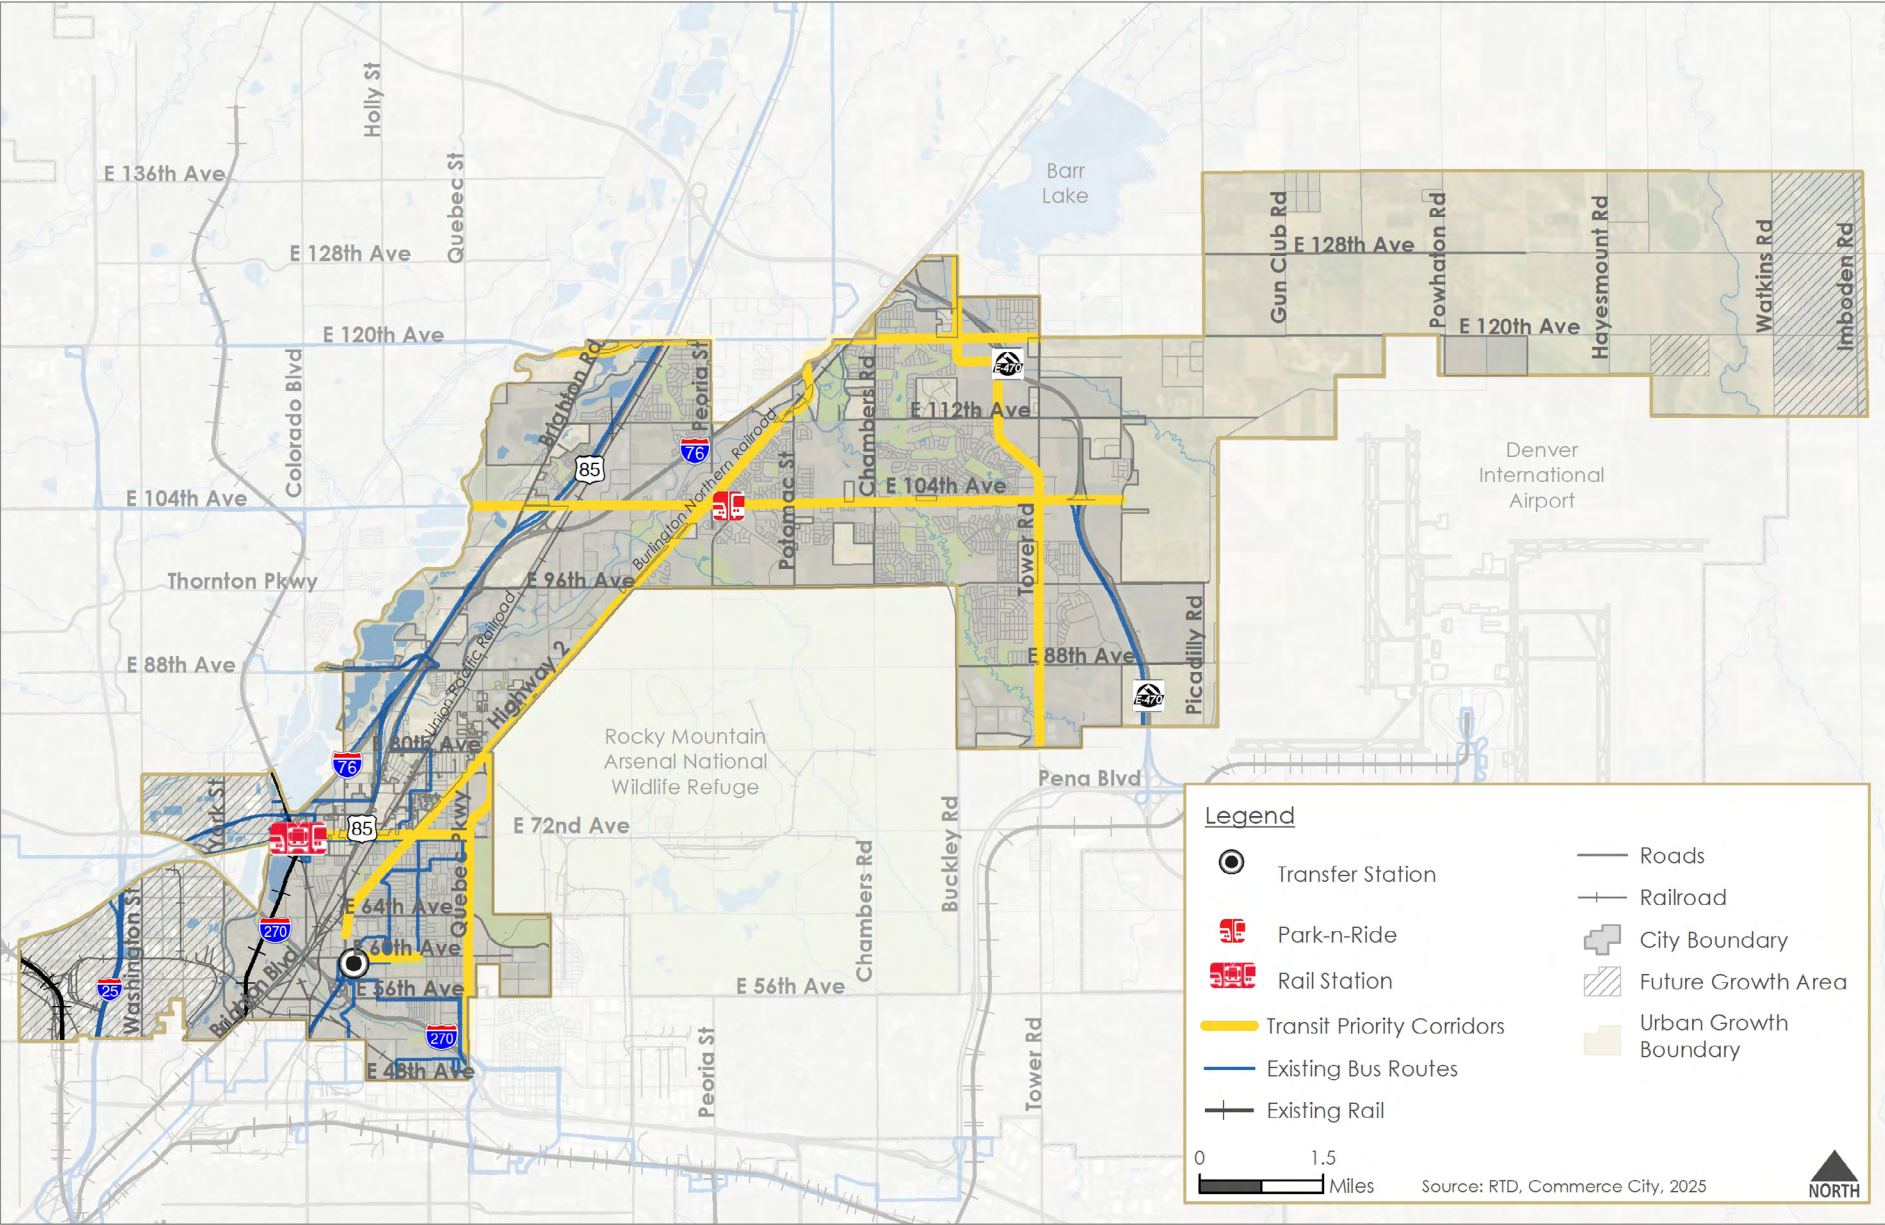 Holly St
E 136th Ave
Quebec St
Barr
Lake
E 128th Ave
Gun Club Rd
E 128th Ave
Powhaton Rd
Hayesmount Rd
Watkins Rd
Imboden Rd
E 120th Ave
E 120th Ave
Colorado Blvd
Brighton Rd
Peoria St
E-470
Chambers Rd
E 112th Ave
76
85
Burlington Northern Railroad
Denver
International
Airport
E 104th Ave
E 104th Ave
Potomac St
Tower Rd
Thornton Pkwy
E 96th Ave
Union Pacific Railroad
E 88th Ave
E 88th Ave
Picadilly Rd
E-470
Highway 2
E 80th Ave
Rocky Mountain
Arsenal National
Wildlife Refuge
76
Pena Blvd
York St
85
Quebec Pkwy
E 72nd Ave
Buckley Rd
Chambers Rd
E 64th Ave
Washington St
270
E 60th Ave
Brighton Blvd
25
E 56th Ave
E 56th Ave
270
E 48th Ave
Peoria St
Tower Rd
Legend
Transfer Station
Park-n-Ride
Rail Station
Transit Priority Corridors
Existing Bus Routes
Existing Rail
Roads
Railroad
City Boundary
Future Growth Area
Urban Growth
Boundary
0 1.5
Miles
Source: RTD, Commerce City, 2025
NORTH